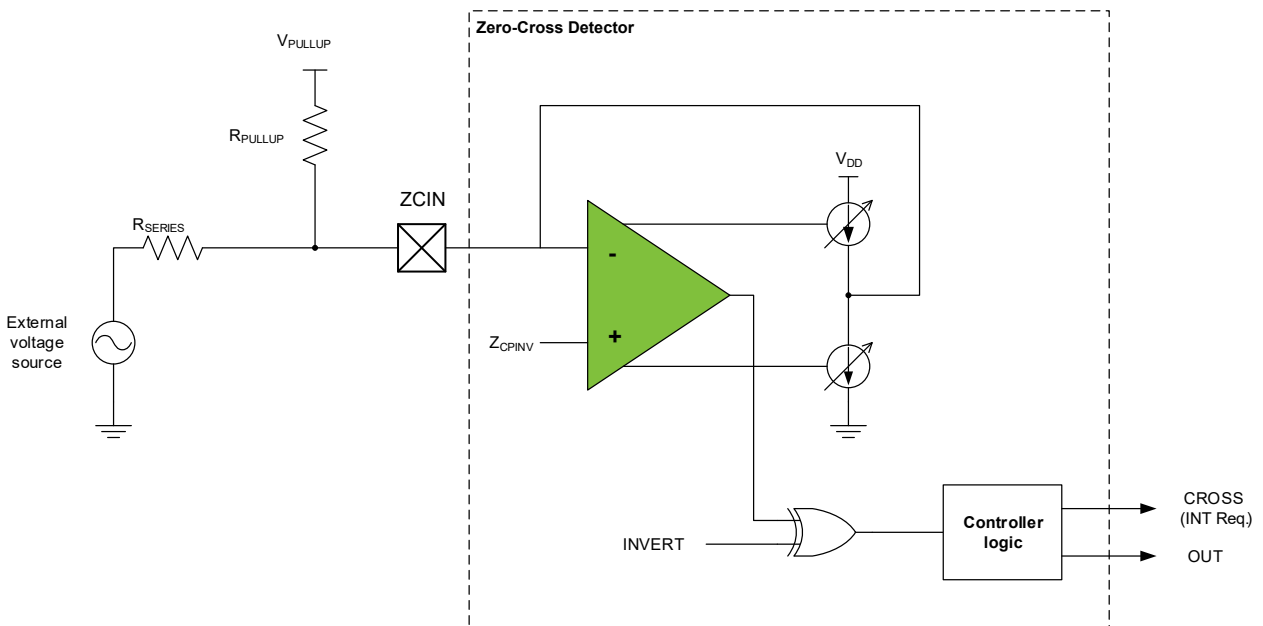 Zero-Cross Detector
VPULLUP
RPULLUP
VDD
ZCIN
RSERIES
-
External
voltage
source
+
ZCPINV
CROSS
(INT Req.)
Controller
logic
INVERT
OUT